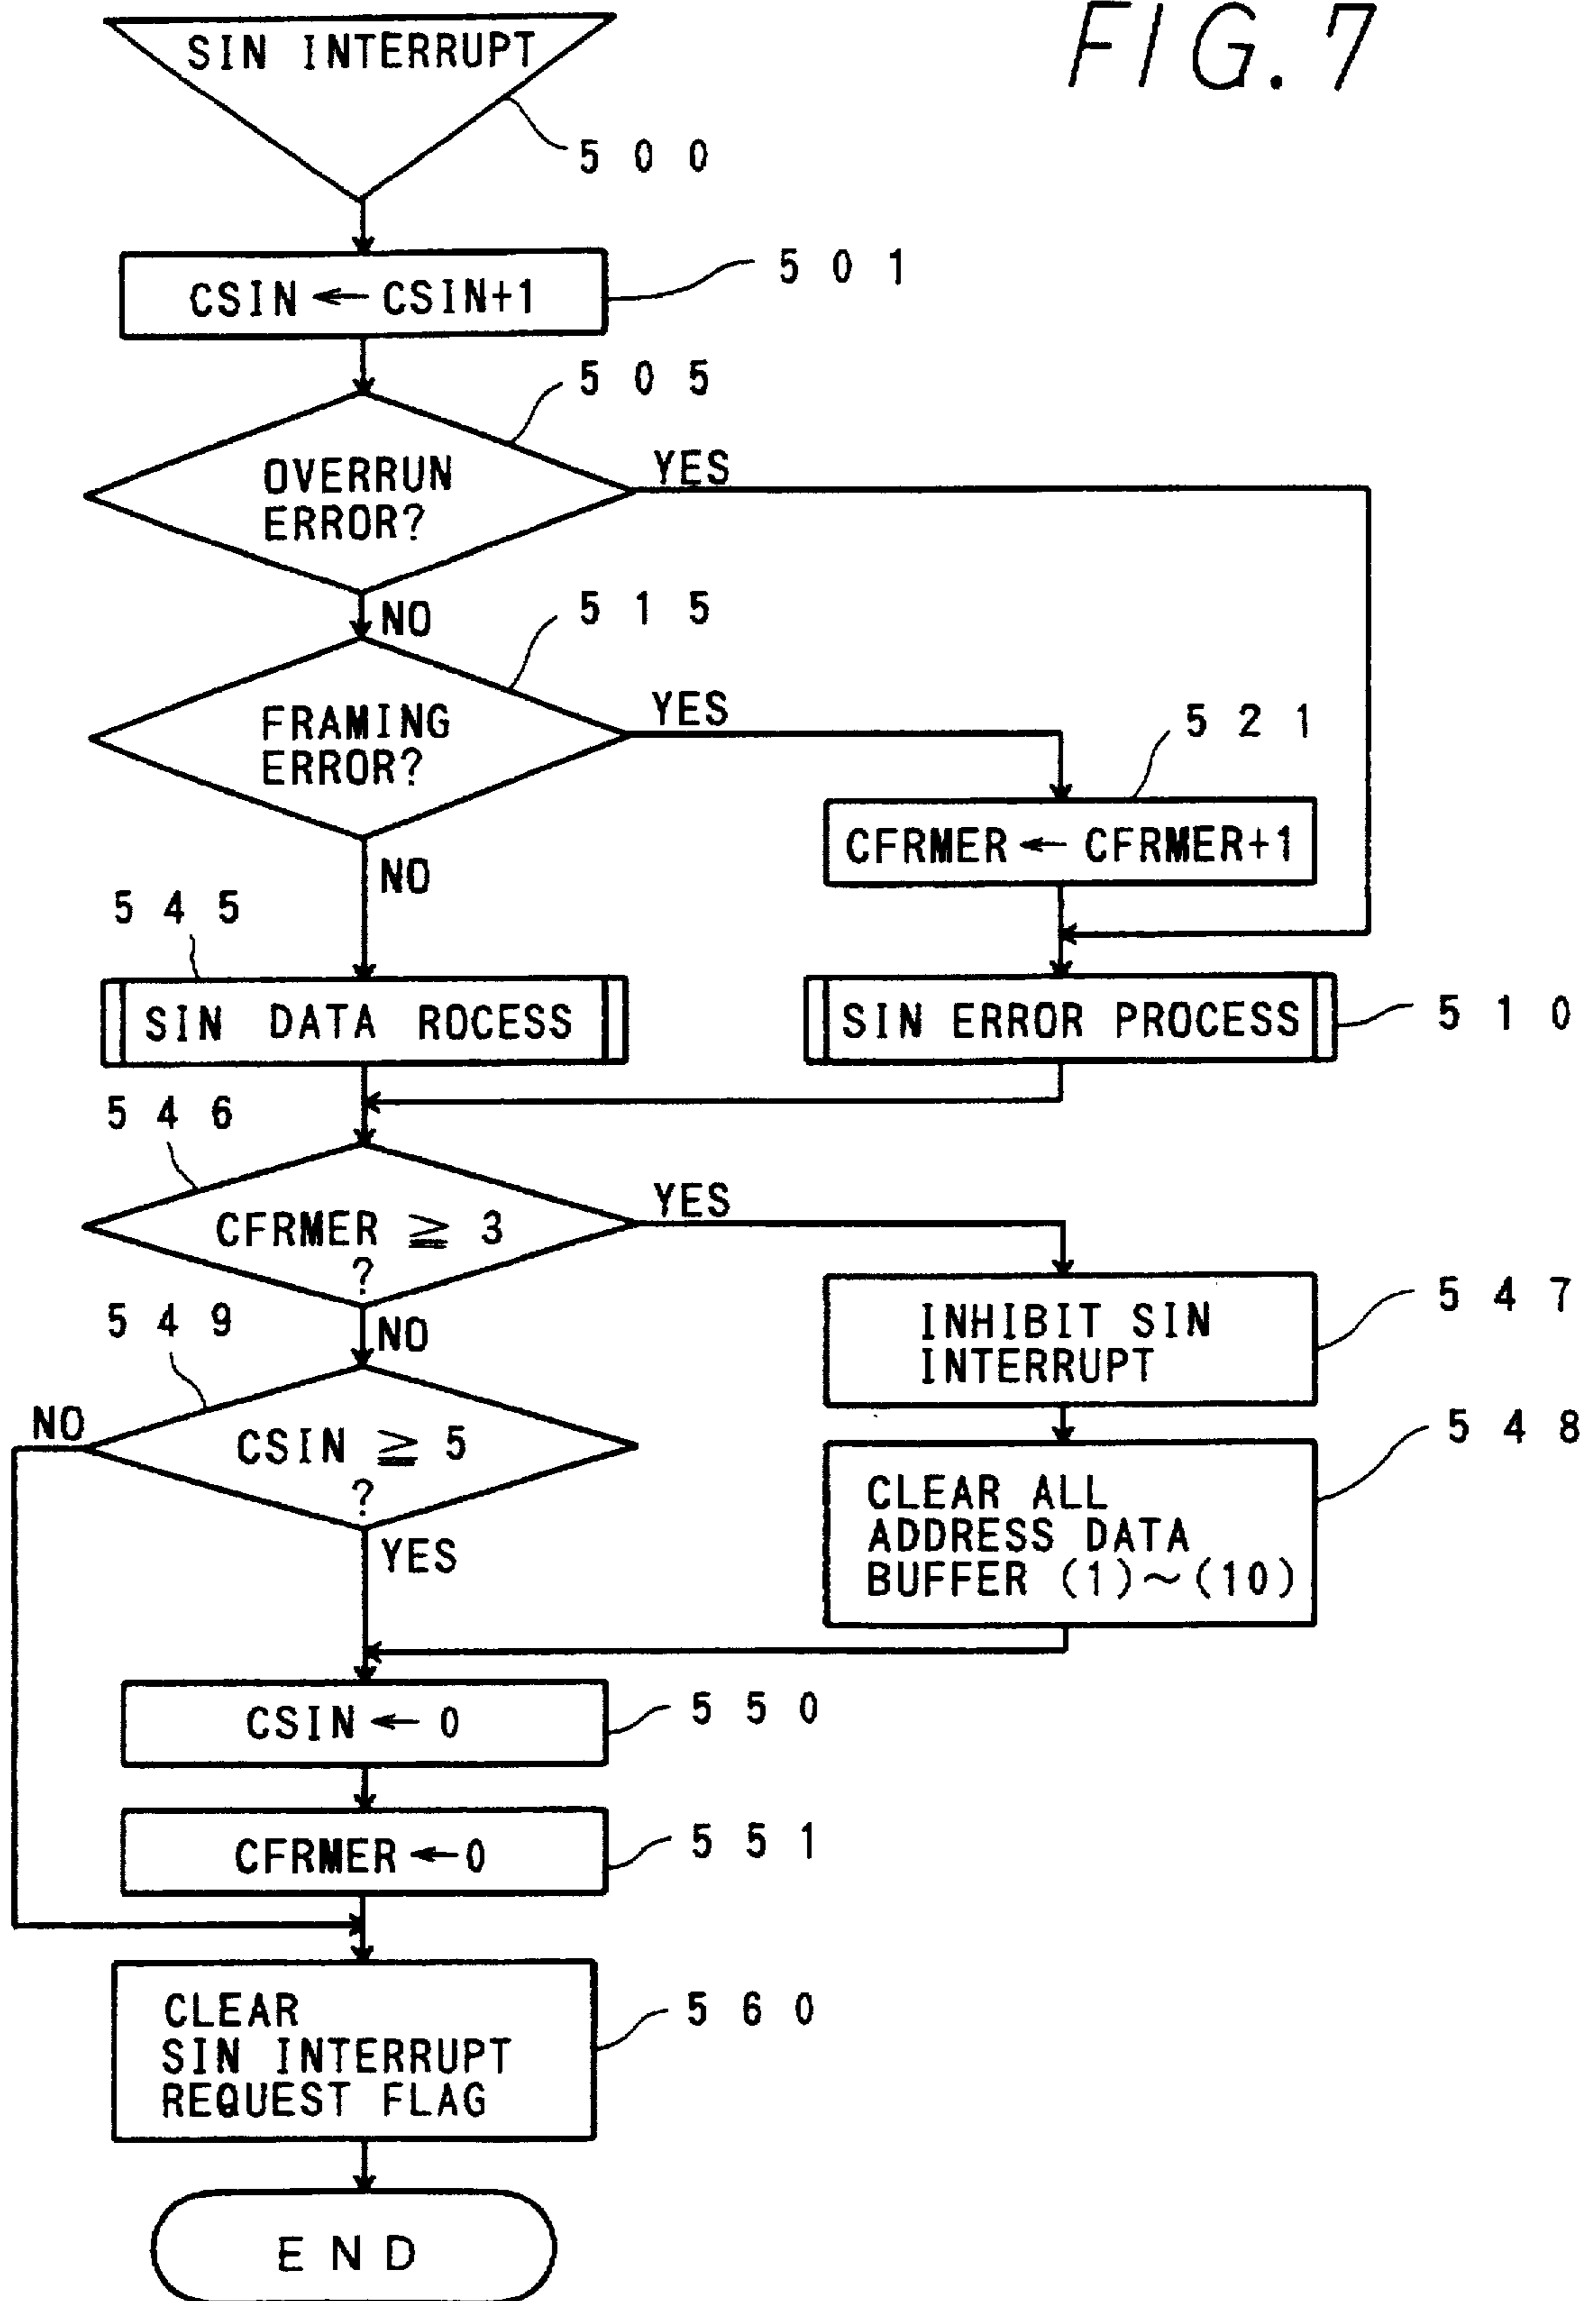 FIG. 7
SIN INTERRUPT
500
CSIN ← CSIN+1
501
505
OVERRUN
ERROR?
YES
NO
515
FRAMING
ERROR?
YES
521
CFRMER ← CFRMER+1
NO
545
SIN DATA ROCESS
SIN ERROR PROCESS
510
546
CFRMER ≧ 3
?
YES
NO
547
INHIBIT SIN
INTERRUPT
549
NO
CSIN ≧ 5
?
YES
548
CLEAR ALL
ADDRESS DATA
BUFFER (1)~(10)
CSIN ← 0
550
CFRMER ← 0
551
CLEAR
SIN INTERRUPT
REQUEST FLAG
560
END